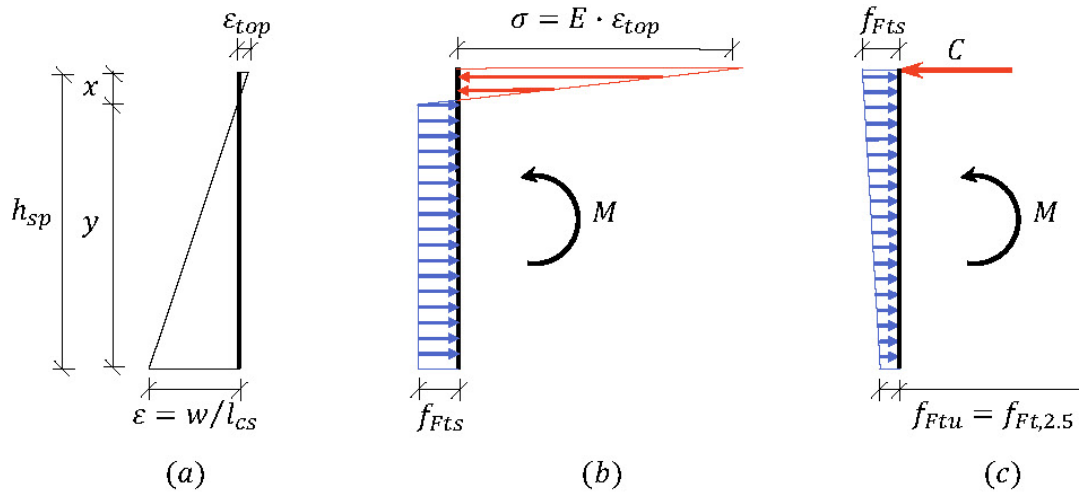 ε_top
σ = E · ε_top
f_Fts
C
x
h_sp
y
M
M
ε = w/l_cs
f_Fts
f_Ftu = f_Ft,2.5
(a)
(b)
(c)